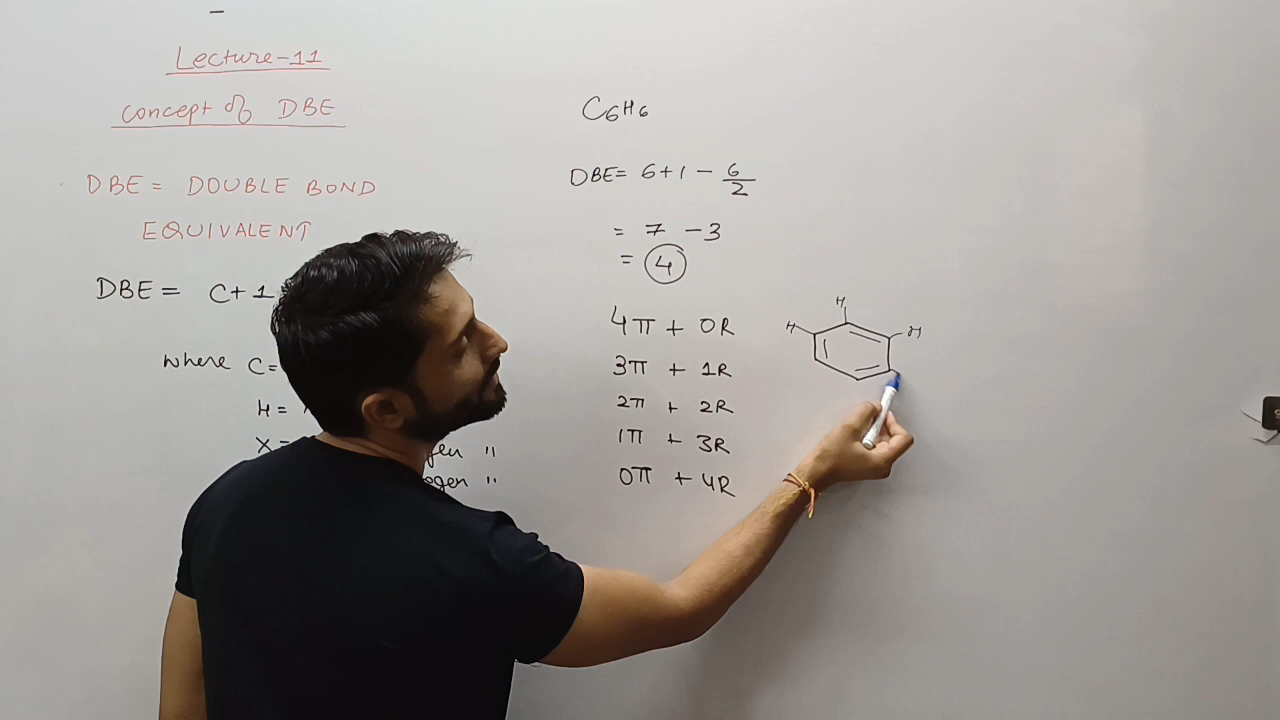 Lecture-11
Concept of DBE
DBE = DOUBLE BOND
EQUIVALENT
DBE = C+1
where C=
H =
X =
"
"
C6H6
DBE= 6+1 - 6/2
= 7 - 3
= 4
4π + 0R
3π + 1R
2π + 2R
1π + 3R
0π + 4R
H
H
H